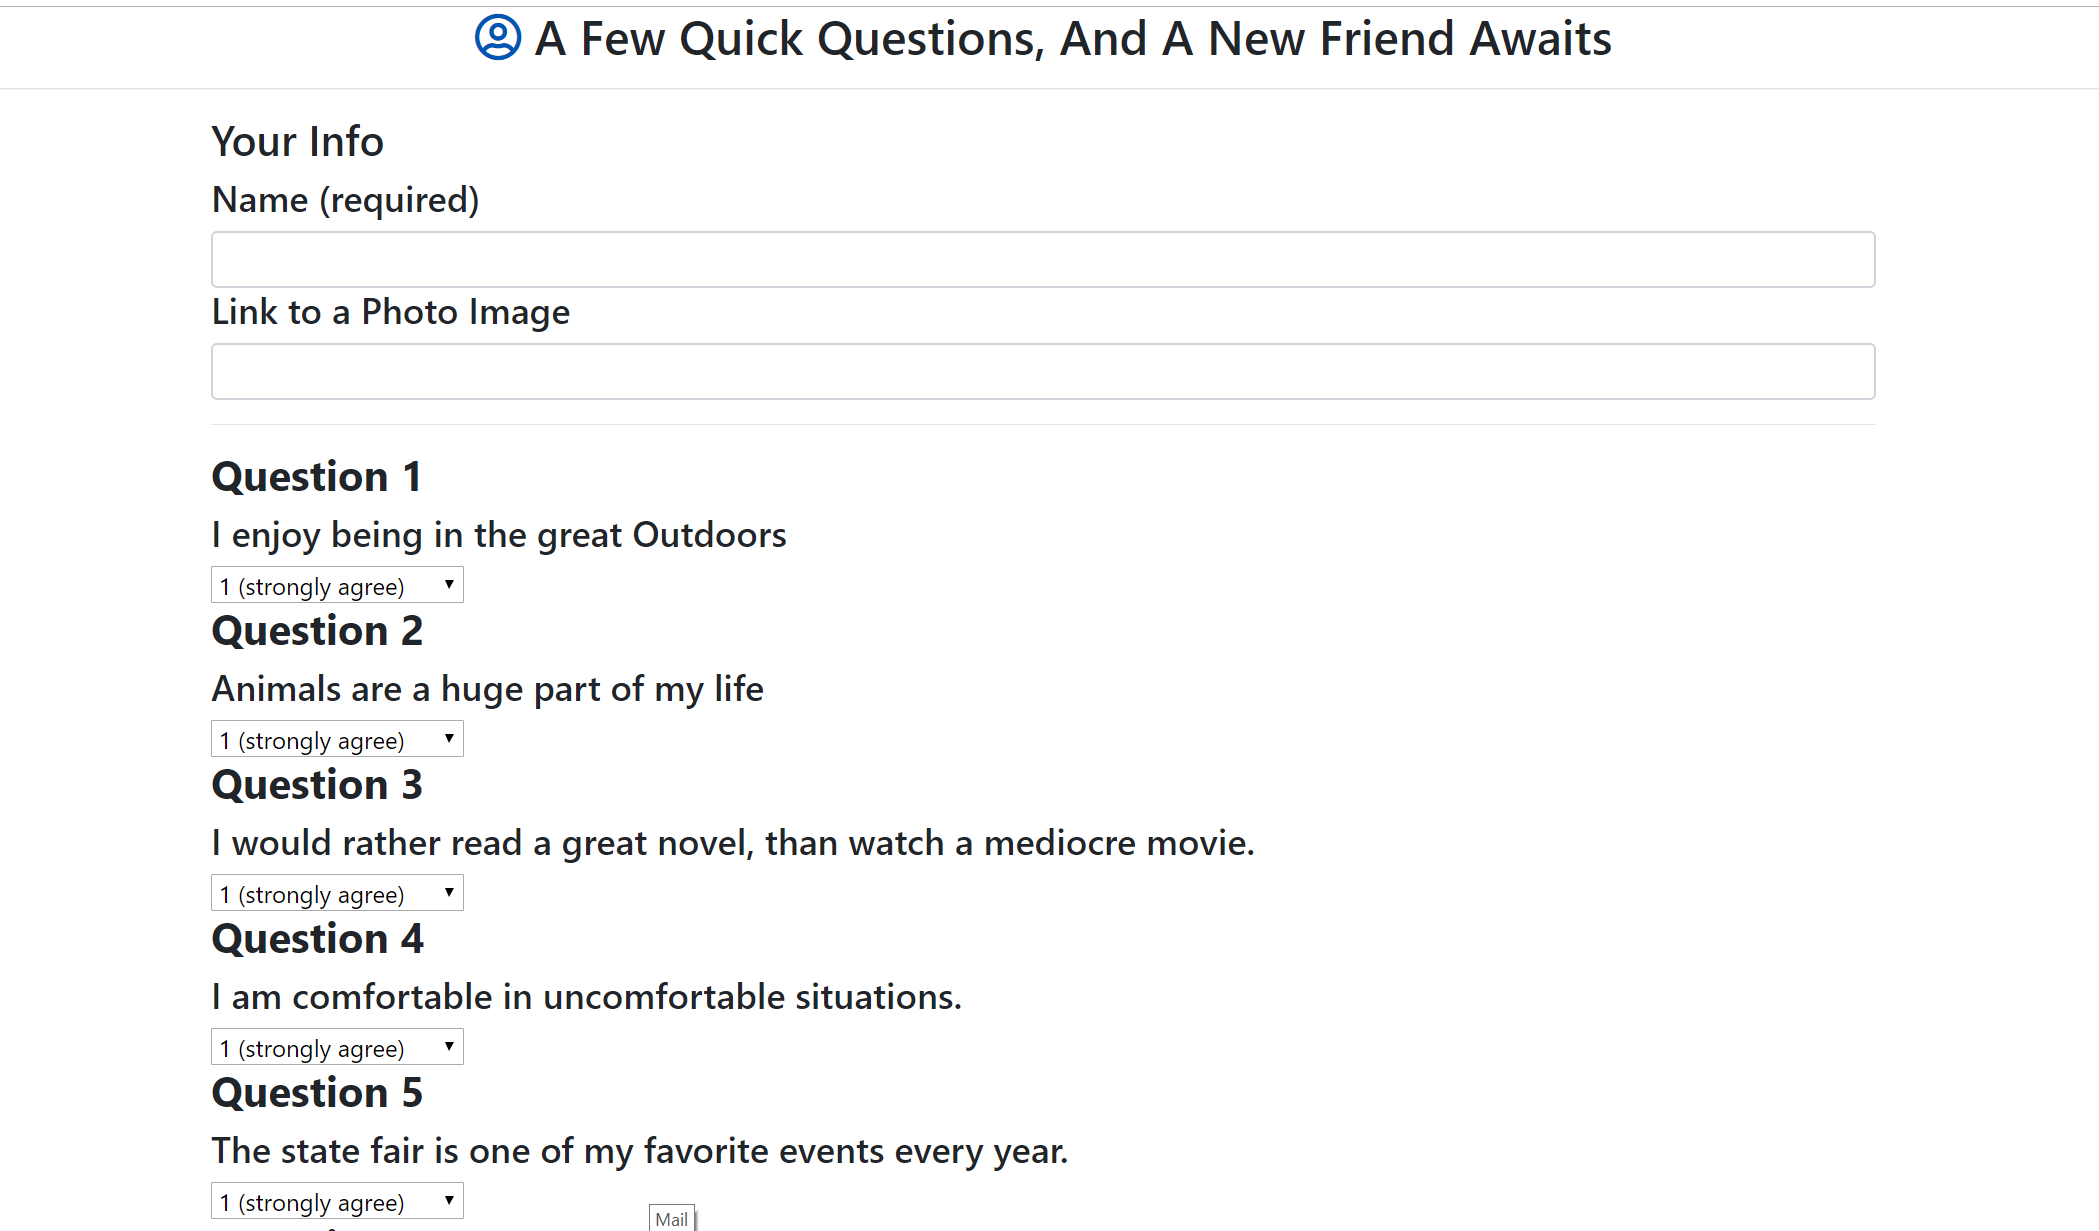 A Few Quick Questions, And A New Friend Awaits
Your Info
Name (required)
Link to a Photo Image
Question 1
I enjoy being in the great Outdoors
1 (strongly agree)
Question 2
Animals are a huge part of my life
1 (strongly agree)
Question 3
I would rather read a great novel, than watch a mediocre movie.
1 (strongly agree)
Question 4
I am comfortable in uncomfortable situations.
1 (strongly agree)
Question 5
The state fair is one of my favorite events every year.
1 (strongly agree)
Mail